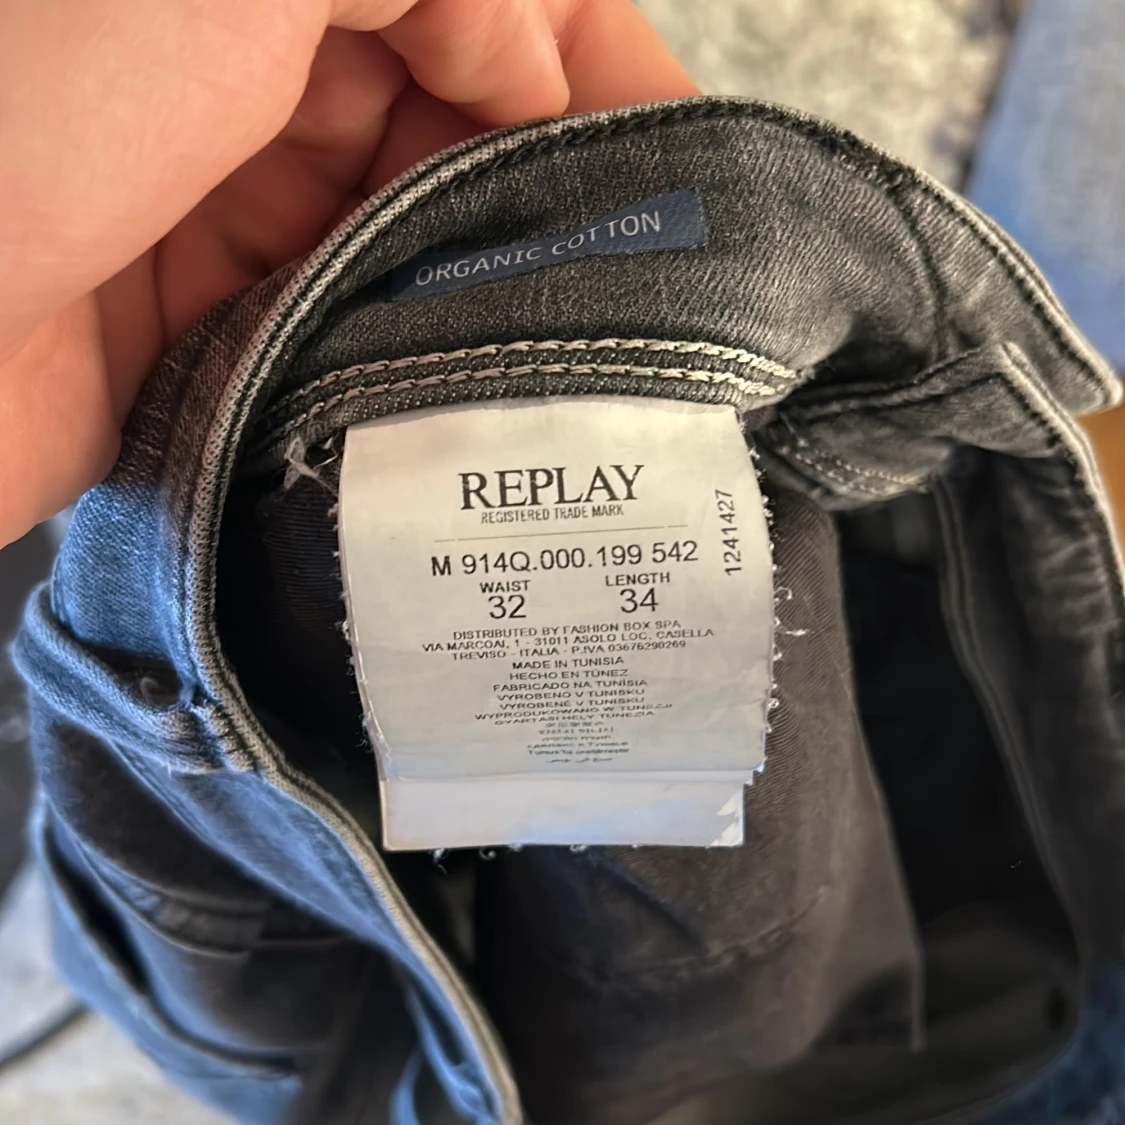 ORGANIC COTTON
REPLAY
REGISTERED TRADE MARK
1241427
M 914Q.000.199 542
WAIST LENGTH
32 34
DISTRIBUTED BY FASHION BOX SPA
VIA MARCOAI, 1 - 31011 ASOLO LOC. CASELLA
TREVISO - ITALIA - P.IVA 03676290269
MADE IN TUNISIA
HECHO EN TÚNEZ
FABRICADO NA TUNÍSIA
VYROBENO V TUNISKU
VYROBENÉ V TUNISKU
WYPRODUKOWANO W
GYÁRTÁSI HELY TUNÉZIA